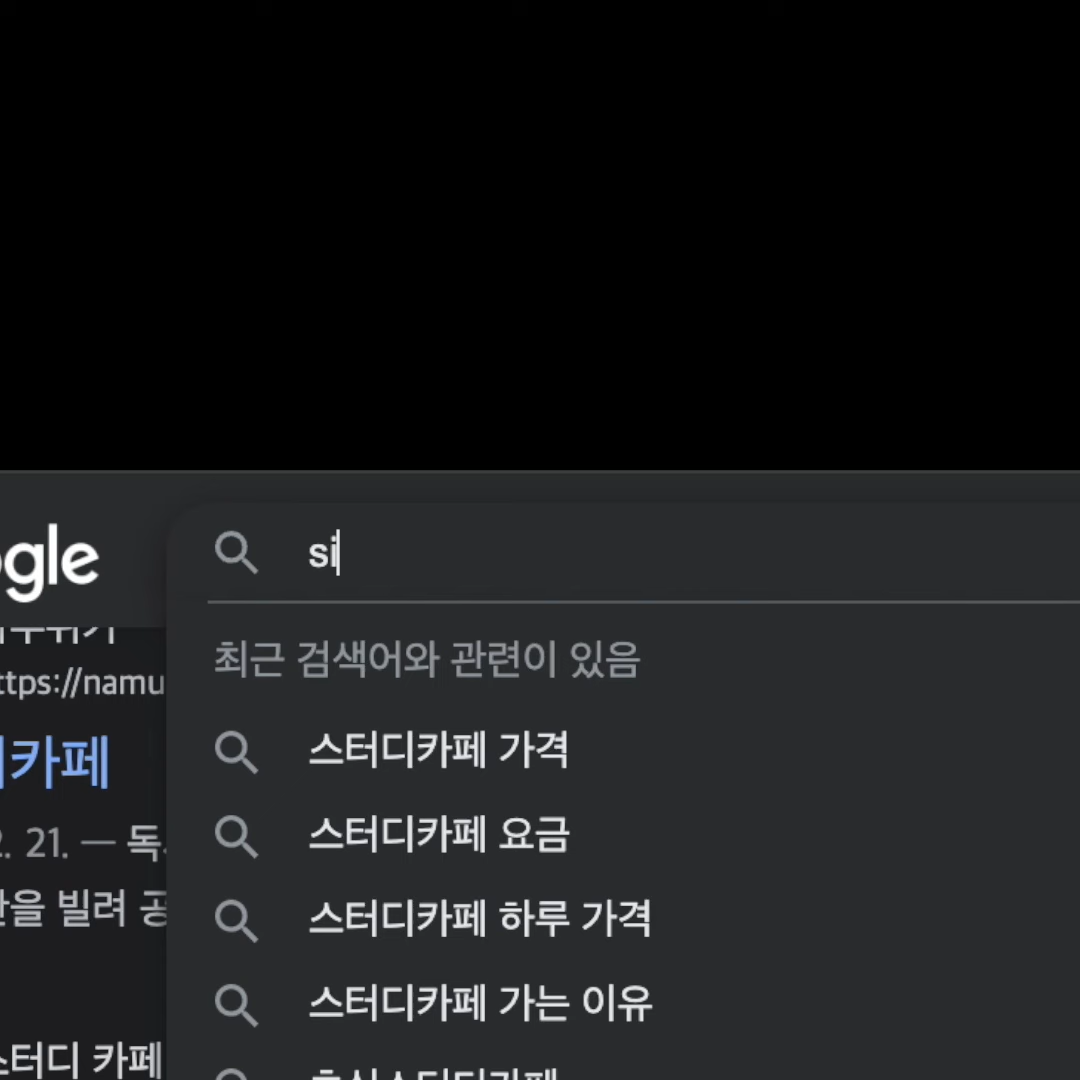 ogle
si
최근 검색어와 관련이 있음
ttps://namu
스터디카페 가격
카페
스터디카페 요금
2. 21. — 독
스터디카페 하루 가격
간을 빌려 공
스터디카페 가는 이유
스터디 카페